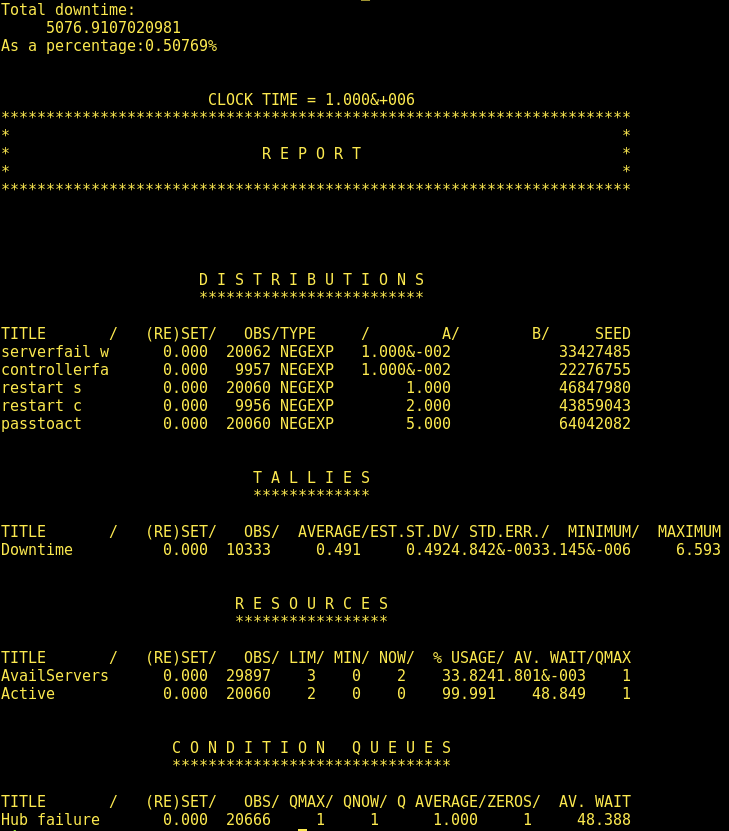 Total downtime:
     5076.9107020981
As a percentage:0.50769%
                       CLOCK TIME = 1.000&+006
**********************************************************************
*                                                                    *
*                            R E P O R T                             *
*                                                                    *
**********************************************************************
                      D I S T R I B U T I O N S
                      *************************
TITLE       /   (RE)SET/   OBS/TYPE     /        A/        B/     SEED
serverfail w      0.000  20062 NEGEXP   1.000&-002            33427485
controllerfa      0.000   9957 NEGEXP   1.000&-002            22276755
restart s         0.000  20060 NEGEXP        1.000            46847980
restart c         0.000   9956 NEGEXP        2.000            43859043
passtoact         0.000  20060 NEGEXP        5.000            64042082
                            T A L L I E S
                            *************
TITLE       /   (RE)SET/   OBS/  AVERAGE/EST.ST.DV/ STD.ERR./  MINIMUM/  MAXIMUM
Downtime          0.000  10333     0.491     0.4924.842&-0033.145&-006     6.593
                          R E S O U R C E S
                          *****************
TITLE       /   (RE)SET/   OBS/ LIM/ MIN/ NOW/  % USAGE/ AV. WAIT/QMAX
AvailServers      0.000  29897    3    0    2    33.8241.801&-003    1
Active            0.000  20060    2    0    0    99.991    48.849    1
                   C O N D I T I O N   Q U E U E S
                   *******************************
TITLE       /   (RE)SET/   OBS/ QMAX/ QNOW/ Q AVERAGE/ZEROS/  AV. WAIT
Hub failure       0.000  20666     1     1      1.000     1     48.388